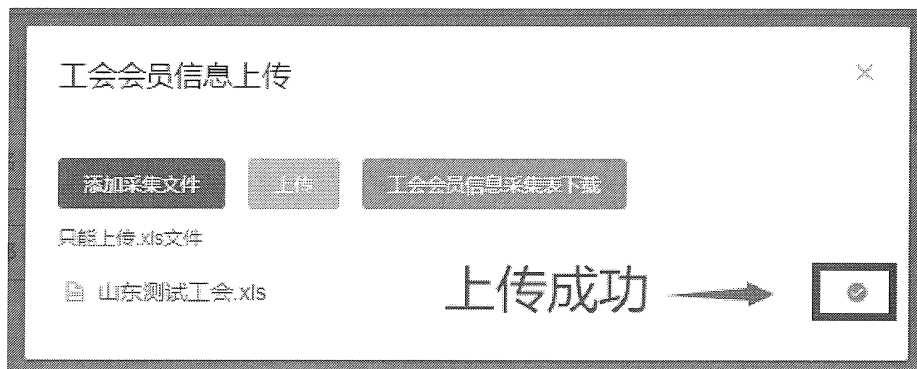 工会会员信息上传
添加采集文件 上传 工会会员信息采集表下载
只能上传.xls文件
山东测试工会.xls 上传成功